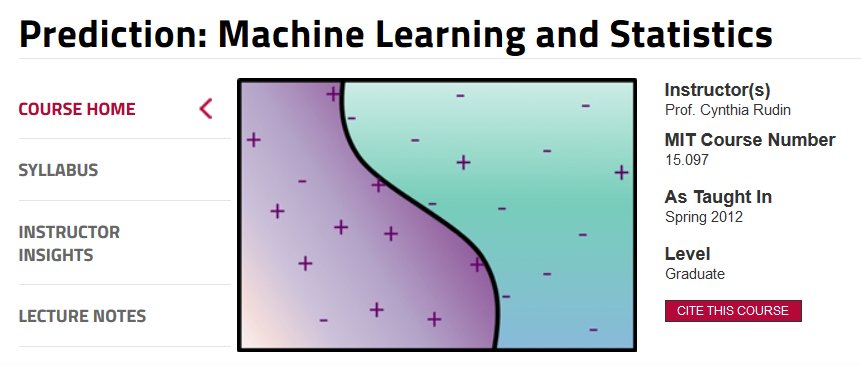 Prediction: Machine Learning and Statistics
COURSE HOME
SYLLABUS
INSTRUCTOR
INSIGHTS
LECTURE NOTES
Instructor(s)
Prof. Cynthia Rudin
MIT Course Number
15.097
As Taught In
Spring 2012
Level
Graduate
CITE THIS COURSE